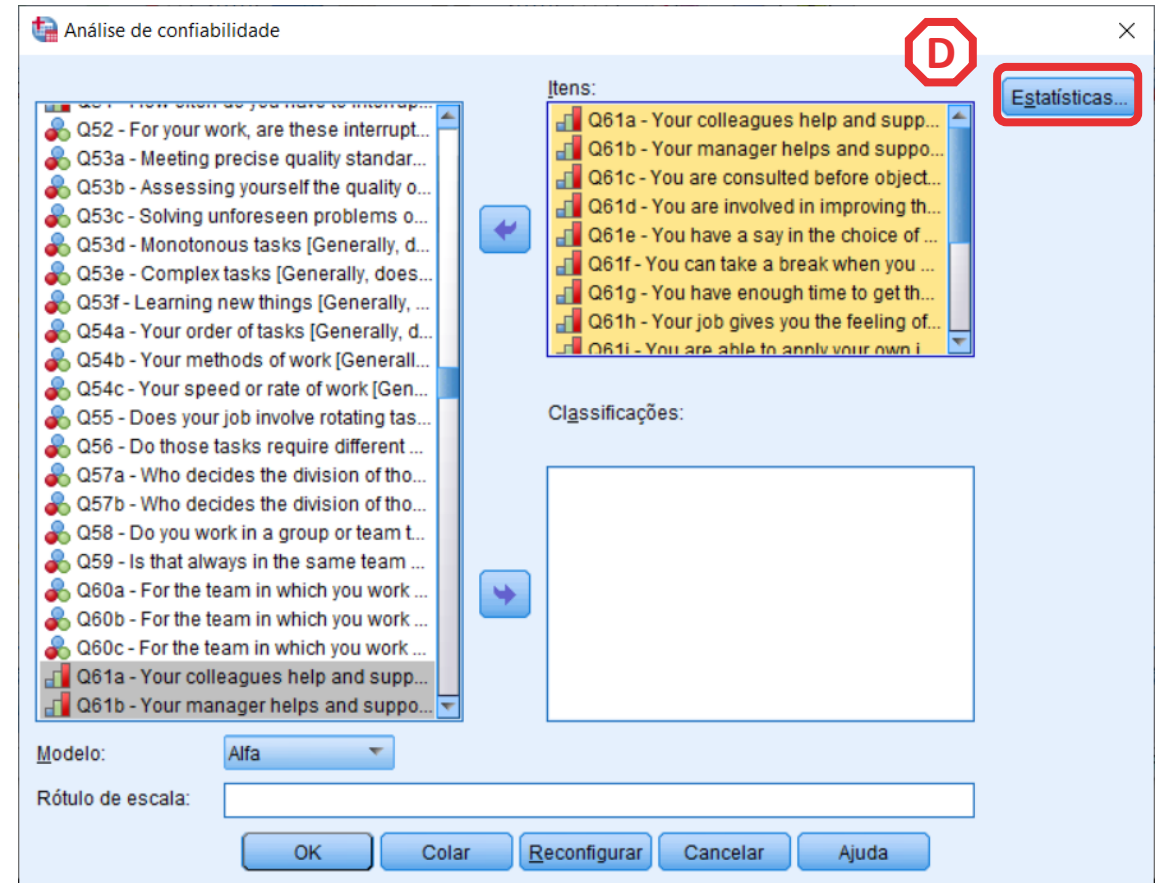 Análise de confiabilidade
D
Estatísticas...
Q52 - For your work, are these interrupt...
Q53a - Meeting precise quality standar...
Q53b - Assessing yourself the quality o...
Q53c - Solving unforeseen problems o...
Q53d - Monotonous tasks [Generally, d...
Q53e - Complex tasks [Generally, does...
Q53f - Learning new things [Generally, ...
Q54a - Your order of tasks [Generally, d...
Q54b - Your methods of work [Generall...
Q54c - Your speed or rate of work [Gen...
Q55 - Does your job involve rotating tas...
Q56 - Do those tasks require different ...
Q57a - Who decides the division of tho...
Q57b - Who decides the division of tho...
Q58 - Do you work in a group or team t...
Q59 - Is that always in the same team ...
Q60a - For the team in which you work ...
Q60b - For the team in which you work ...
Q60c - For the team in which you work ...
Q61a - Your colleagues help and supp...
Q61b - Your manager helps and suppo...
Itens:
Q61a - Your colleagues help and supp...
Q61b - Your manager helps and suppo...
Q61c - You are consulted before object...
Q61d - You are involved in improving th...
Q61e - You have a say in the choice of ...
Q61f - You can take a break when you ...
Q61g - You have enough time to get th...
Q61h - Your job gives you the feeling of...
Q61i - You are able to apply your own i...
Classificações:
Modelo:
Alfa
Rótulo de escala:
OK
Colar
Reconfigurar
Cancelar
Ajuda